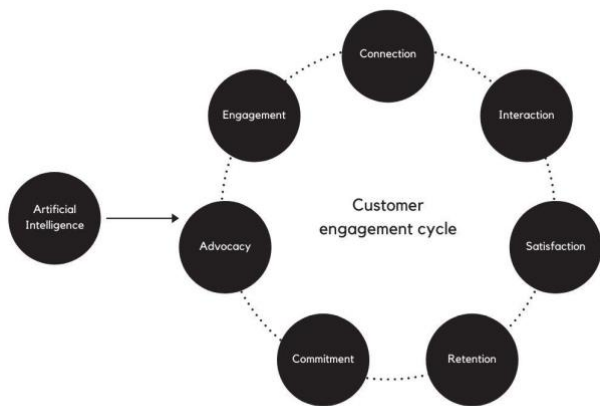 Connection
Engagement
Interaction
Artificial
Intelligence
Customer
engagement cycle
Advocacy
Satisfaction
Commitment
Retention